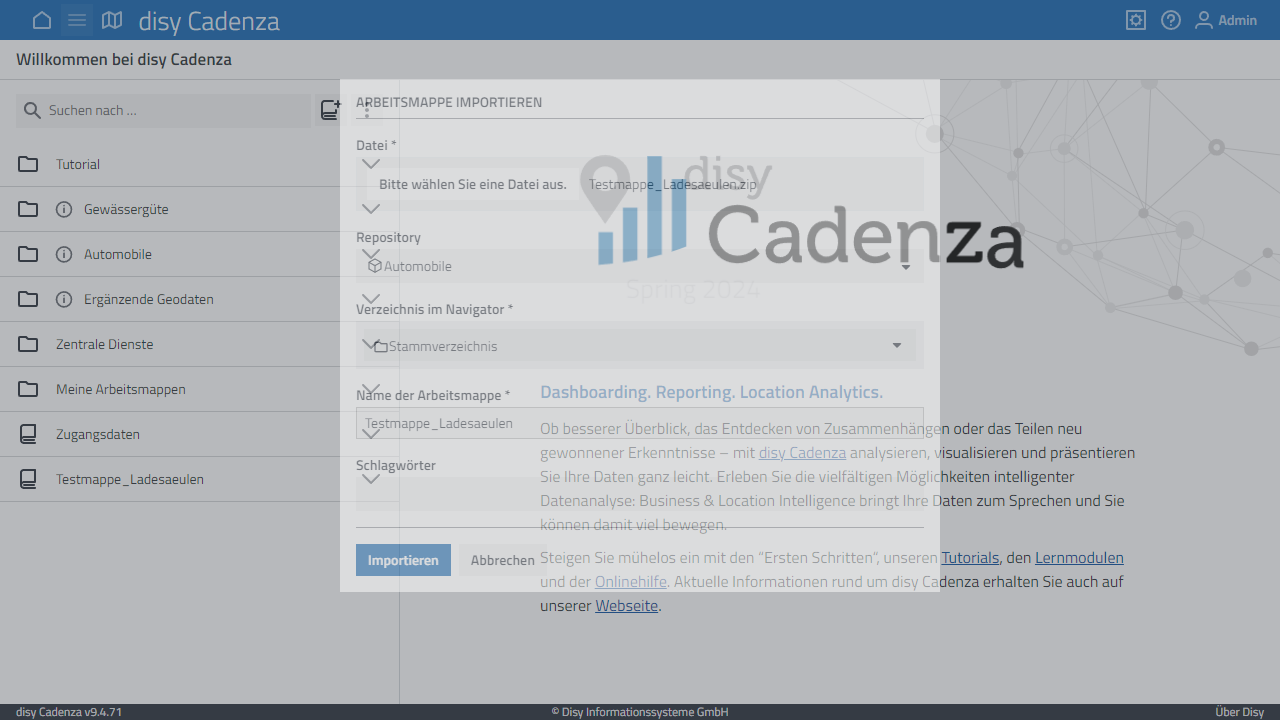 disy Cadenza
Admin
Willkommen bei disy Cadenza
Suchen nach ...
Tutorial
Gewässergüte
Automobile
Ergänzende Geodaten
Zentrale Dienste
Meine Arbeitsmappen
Zugangsdaten
Testmappe_Ladesaeulen
ARBEITSMAPPE IMPORTIEREN
Datei *
Bitte wählen Sie eine Datei aus.
Testmappe_Ladesaeulen.zip
Repository
Automobile
Verzeichnis im Navigator *
Stammverzeichnis
Name der Arbeitsmappe *
Testmappe_Ladesaeulen
Schlagwörter
Importieren
Abbrechen
disy
Cadenza
Spring 2024
Dashboarding. Reporting. Location Analytics.
Ob besserer Überblick, das Entdecken von Zusammenhängen oder das Teilen neu
gewonnener Erkenntnisse – mit disy Cadenza analysieren, visualisieren und präsentieren
Sie Ihre Daten ganz leicht. Erleben Sie die vielfältigen Möglichkeiten intelligenter
Datenanalyse: Business & Location Intelligence bringt Ihre Daten zum Sprechen und Sie
können damit viel bewegen.
Steigen Sie mühelos ein mit den “Ersten Schritten”, unseren Tutorials, den Lernmodulen
und der Onlinehilfe. Aktuelle Informationen rund um disy Cadenza erhalten Sie auch auf
unserer Webseite.
disy Cadenza v9.4.71
© Disy Informationssysteme GmbH
Über Disy